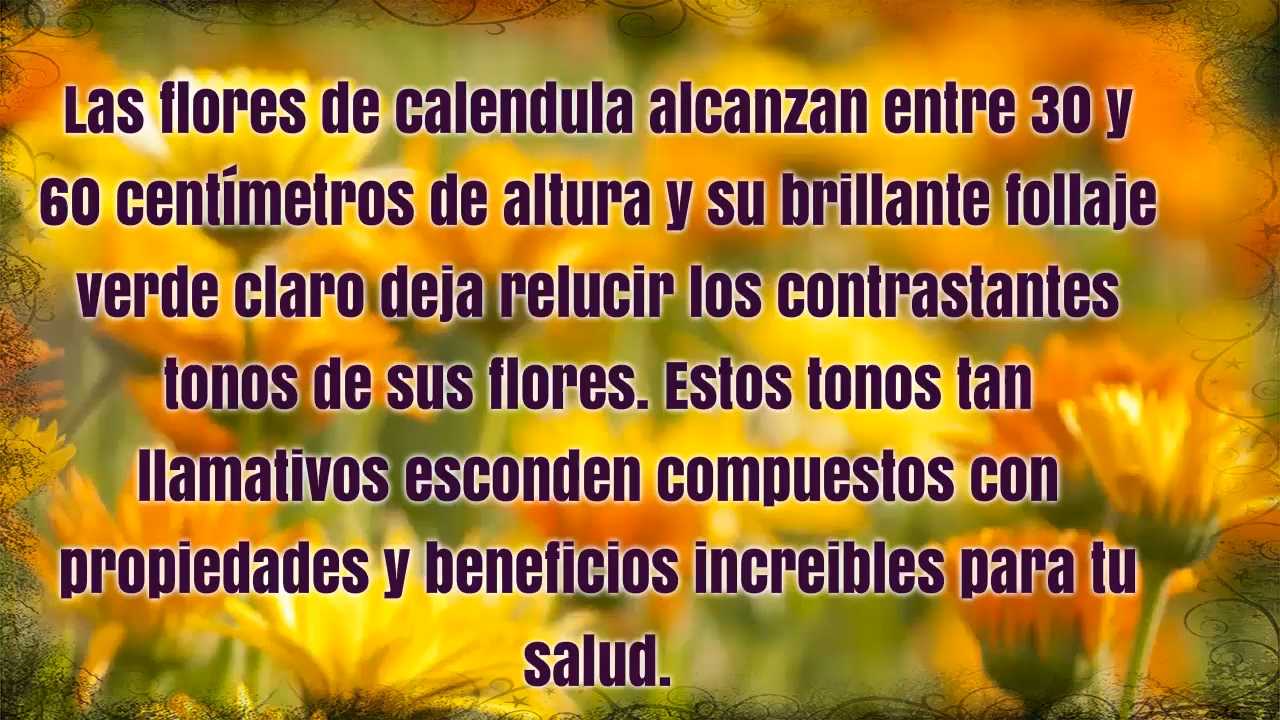 Las flores de calendula alcanzan entre 30 y
60 centímetros de altura y su brillante follaje
verde claro deja relucir los contrastantes
tonos de sus flores. Estos tonos tan
llamativos esconden compuestos con
propiedades y beneficios increibles para tu
salud.